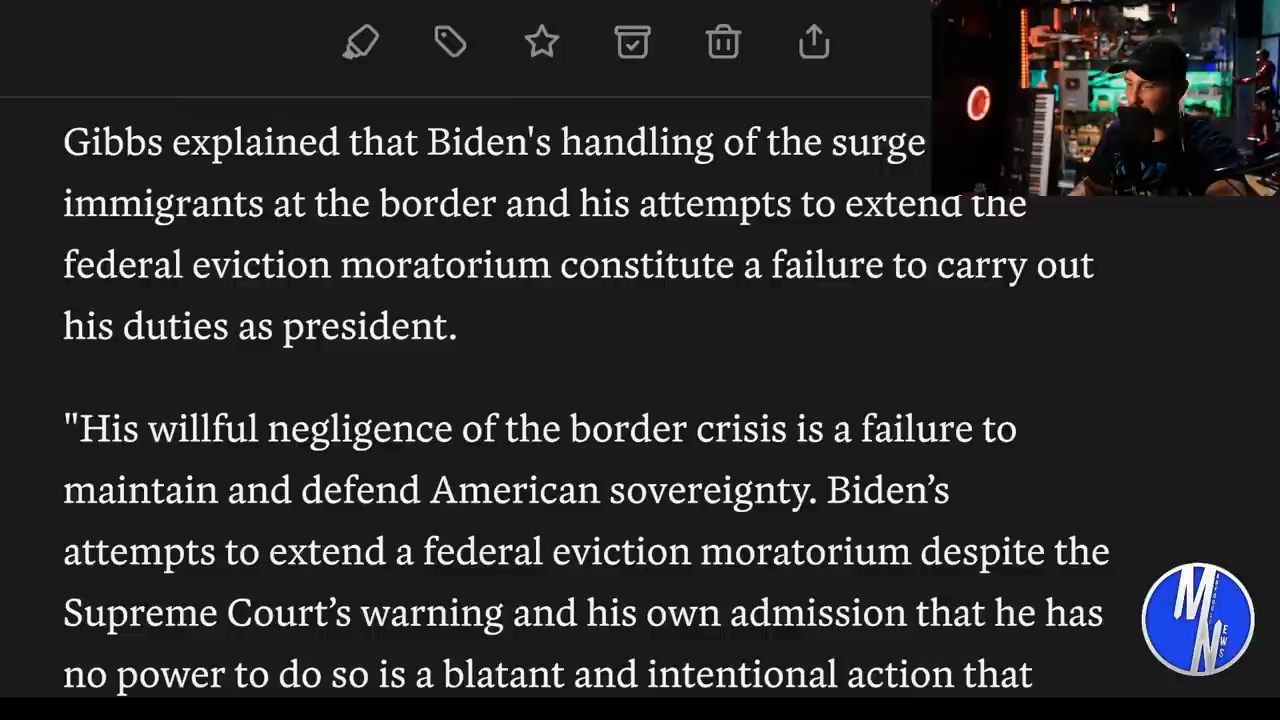 Gibbs explained that Biden's handling of the surge
immigrants at the border and his attempts to extend the
federal eviction moratorium constitute a failure to carry out
his duties as president.
"His willful negligence of the border crisis is a failure to
maintain and defend American sovereignty. Biden’s
attempts to extend a federal eviction moratorium despite the
Supreme Court’s warning and his own admission that he has
no power to do so is a blatant and intentional action that
M
N
EWS